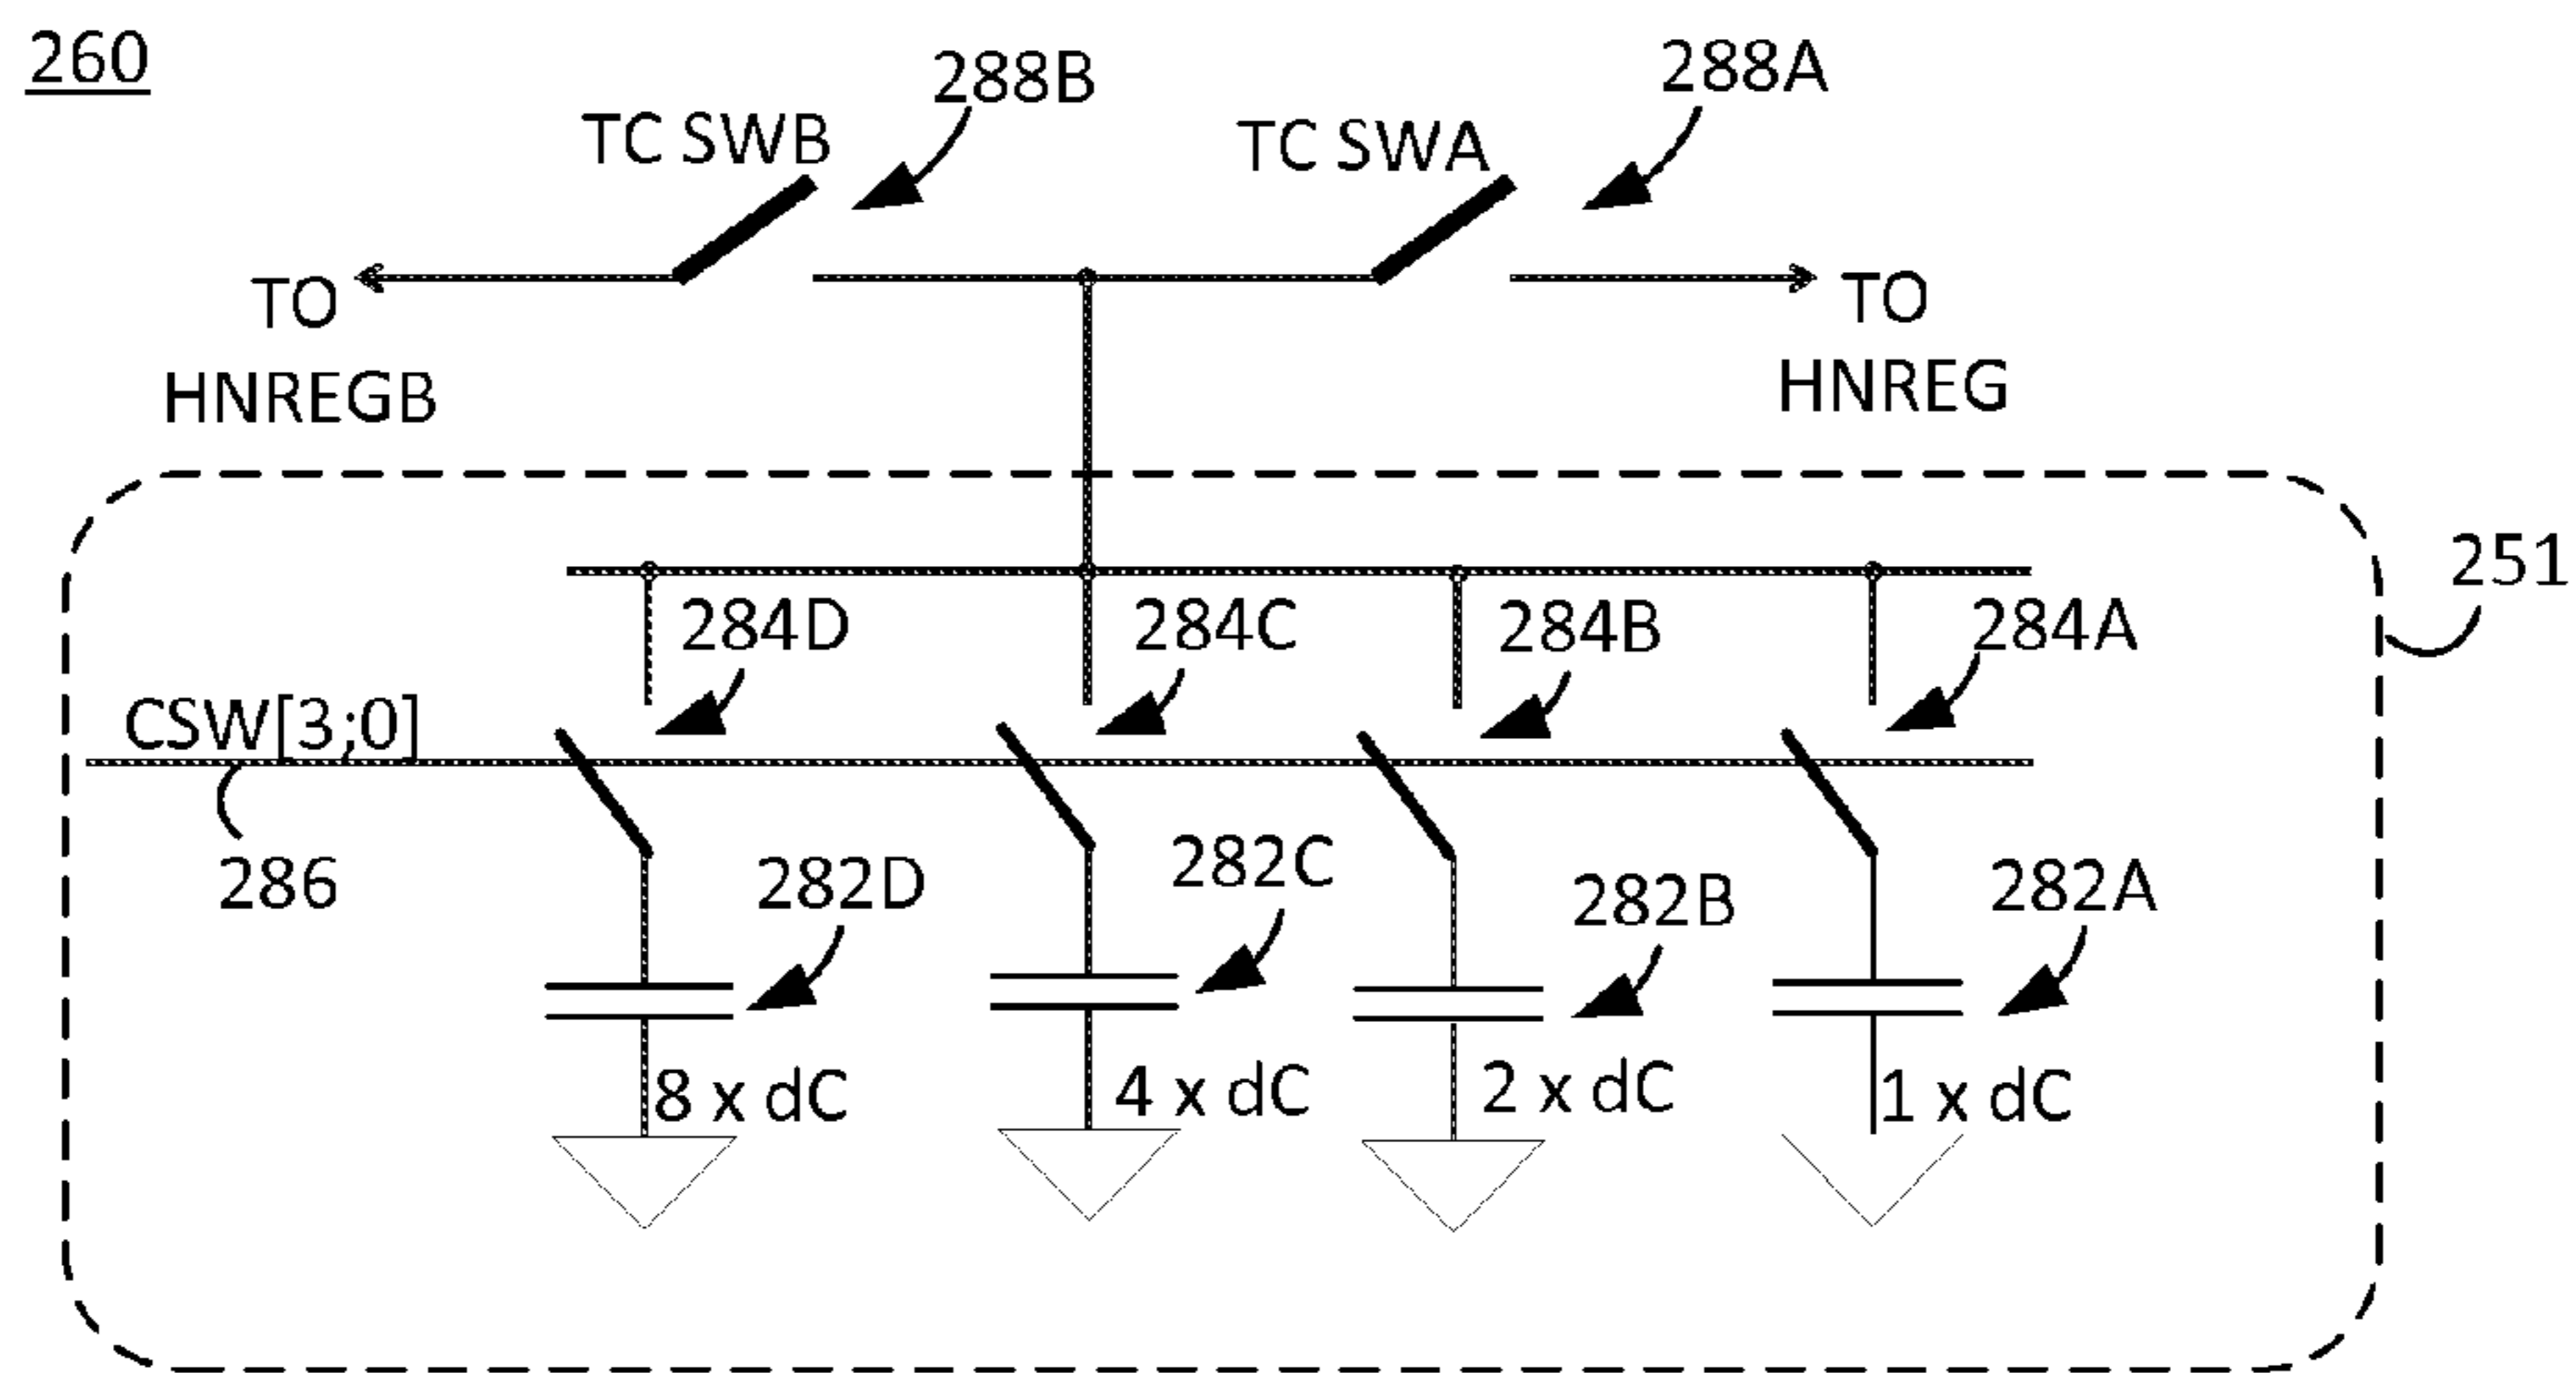 260
288B
288A
TC SWB
TC SWA
TO
HNREGB
TO
HNREG
251
284D
284C
284B
284A
CSW[3;0]
286
282D
282C
282B
282A
8 x dC
4 x dC
2 x dC
1 x dC